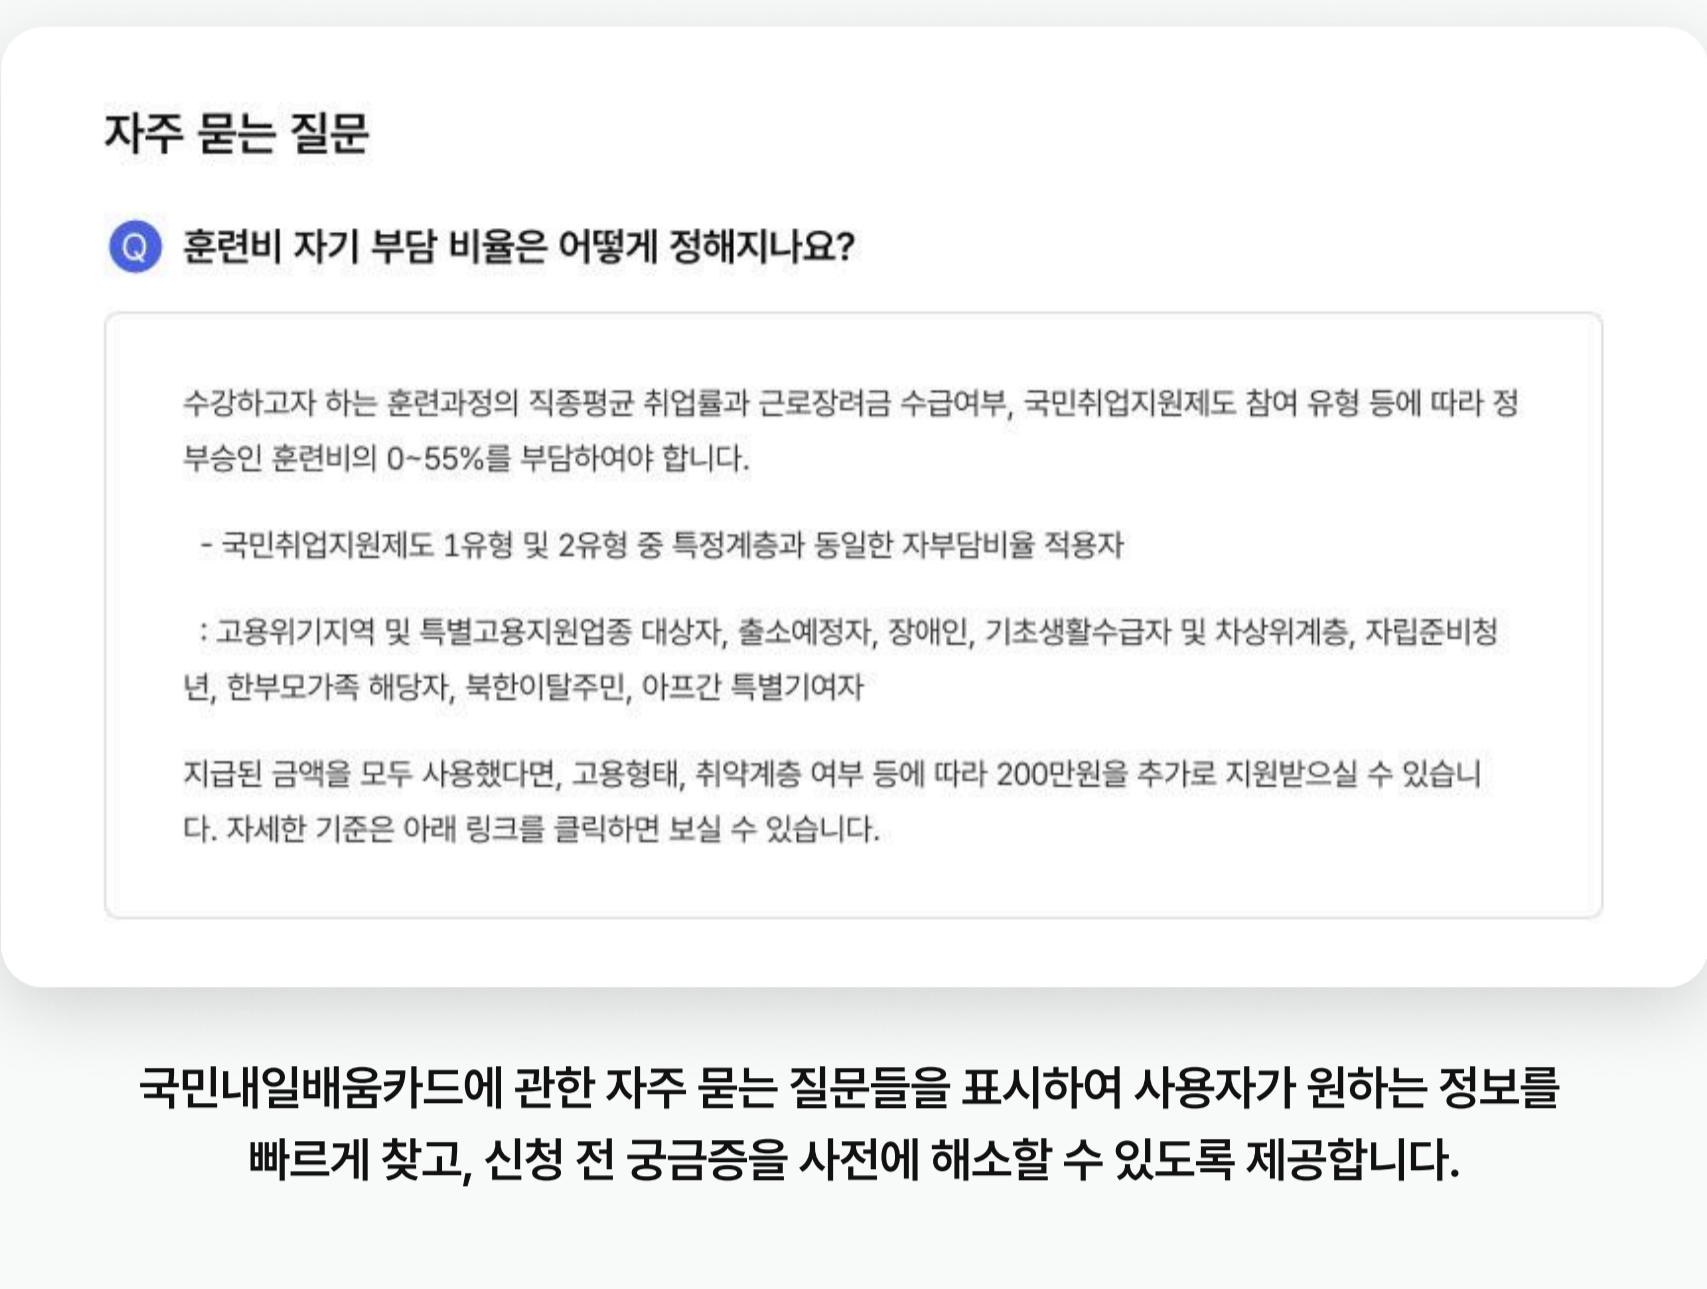 자주 묻는 질문
Q 훈련비 자기 부담 비율은 어떻게 정해지나요?
수강하고자 하는 훈련과정의 직종평균 취업률과 근로장려금 수급여부, 국민취업지원제도 참여 유형 등에 따라 정
부승인 훈련비의 0~55%를 부담하여야 합니다.
- 국민취업지원제도 1유형 및 2유형 중 특정계층과 동일한 자부담비율 적용자
: 고용위기지역 및 특별고용지원업종 대상자, 출소예정자, 장애인, 기초생활수급자 및 차상위계층, 자립준비청
년, 한부모가족 해당자, 북한이탈주민, 아프간 특별기여자
지급된 금액을 모두 사용했다면, 고용형태, 취약계층 여부 등에 따라 200만원을 추가로 지원받으실 수 있습니
다. 자세한 기준은 아래 링크를 클릭하면 보실 수 있습니다.
국민내일배움카드에 관한 자주 묻는 질문들을 표시하여 사용자가 원하는 정보를
빠르게 찾고, 신청 전 궁금증을 사전에 해소할 수 있도록 제공합니다.